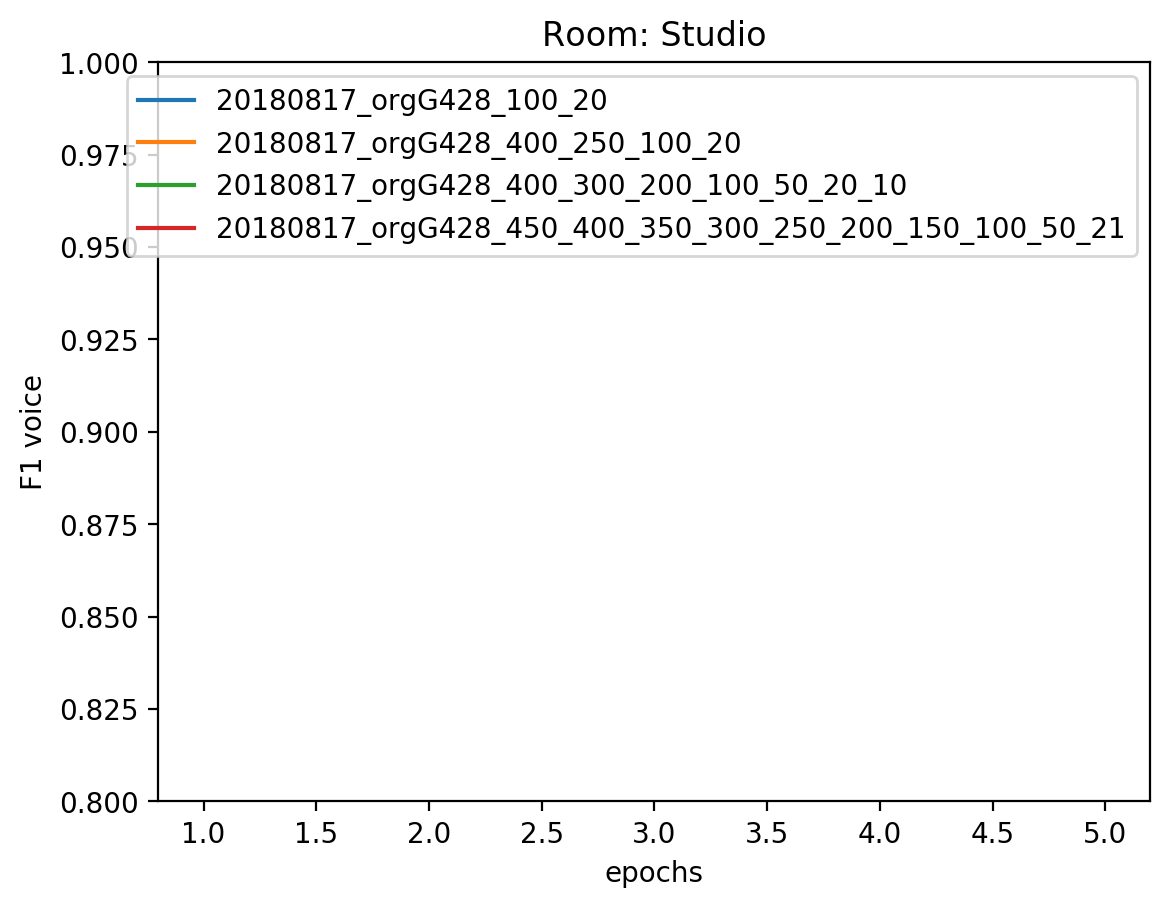 Room: Studio
1.000
0.975
0.950
0.925
0.900
0.875
0.850
0.825
0.800
F1 voice
20180817_orgG428_100_20
20180817_orgG428_400_250_100_20
20180817_orgG428_400_300_200_100_50_20_10
20180817_orgG428_450_400_350_300_250_200_150_100_50_21
1.0 1.5 2.0 2.5 3.0 3.5 4.0 4.5 5.0
epochs